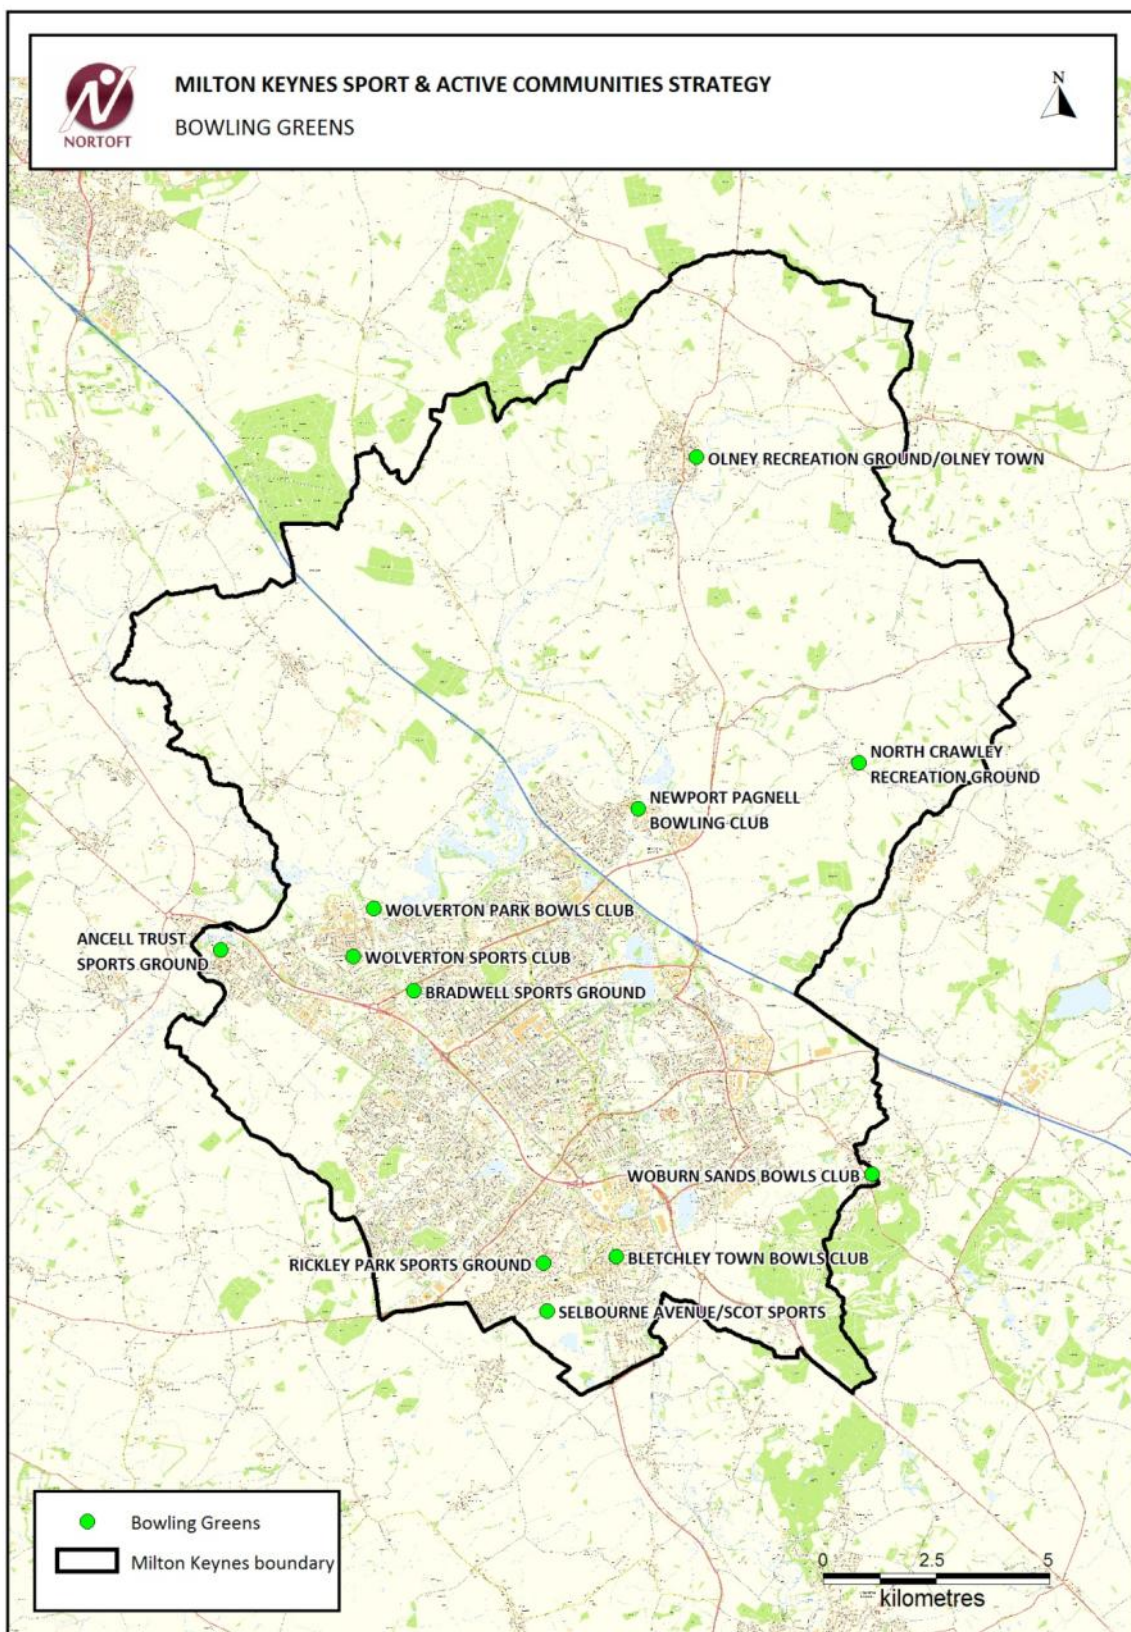 MILTON KEYNES SPORT & ACTIVE COMMUNITIES STRATEGY
BOWLING GREENS
NORTOFT
N
OLNEY RECREATION GROUND/OLNEY TOWN
NORTH CRAWLEY
RECREATION GROUND
NEWPORT PAGNELL
BOWLING CLUB
WOLVERTON PARK BOWLS CLUB
ANCELL TRUST
SPORTS GROUND
WOLVERTON SPORTS CLUB
BRADWELL SPORTS GROUND
WOBURN SANDS BOWLS CLUB
RICKLEY PARK SPORTS GROUND
BLETCHLEY TOWN BOWLS CLUB
SELBOURNE AVENUE/SCOT SPORTS
Bowling Greens
Milton Keynes boundary
0 2.5 5
kilometres